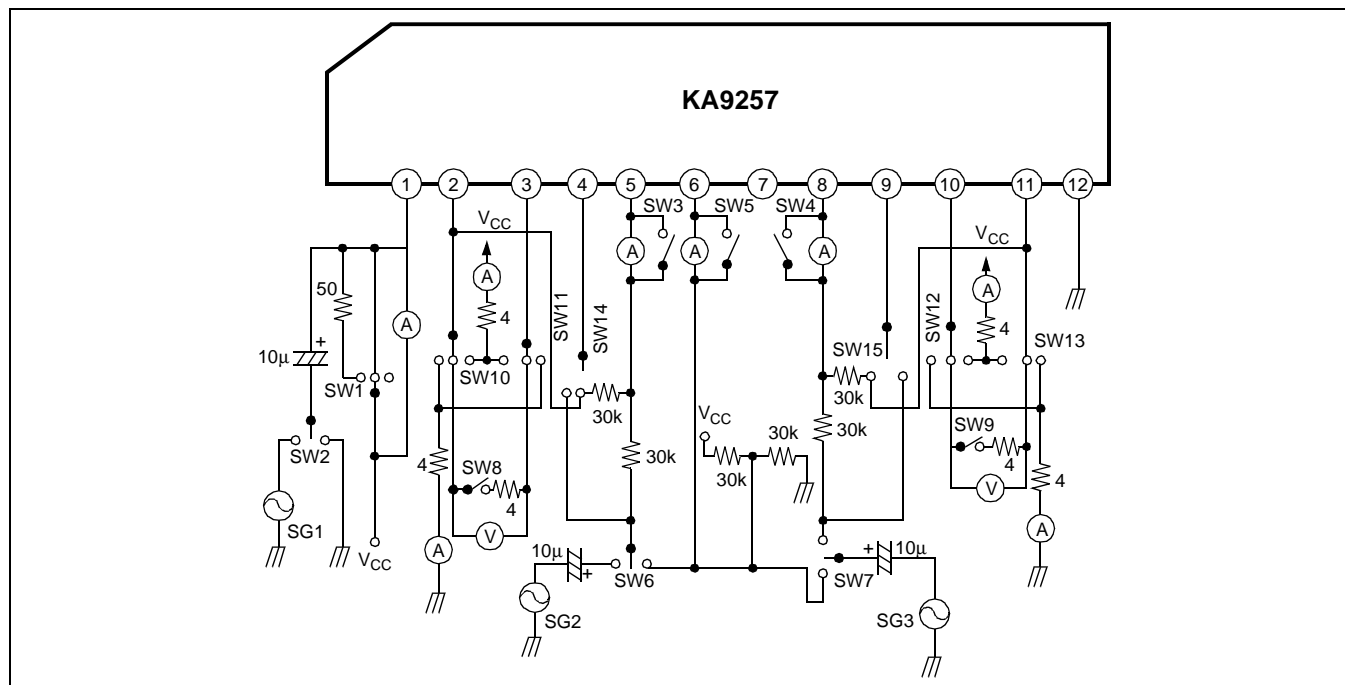 KA9257
1 2 3 4 5 6 7 8 9 10 11 12
SW3 SW5 SW4
VCC VCC
A A A A A
50 4 SW11 SW14 SW12 4
A
10μ + SW1 SW10 SW15 SW13
30k 30k
VCC 30k
SW2 4 SW8 30k 30k 30k SW9
4 4 4
SG1 V V
VCC A 10μ + SW6 + 10μ A
SW7
SG2 SG3